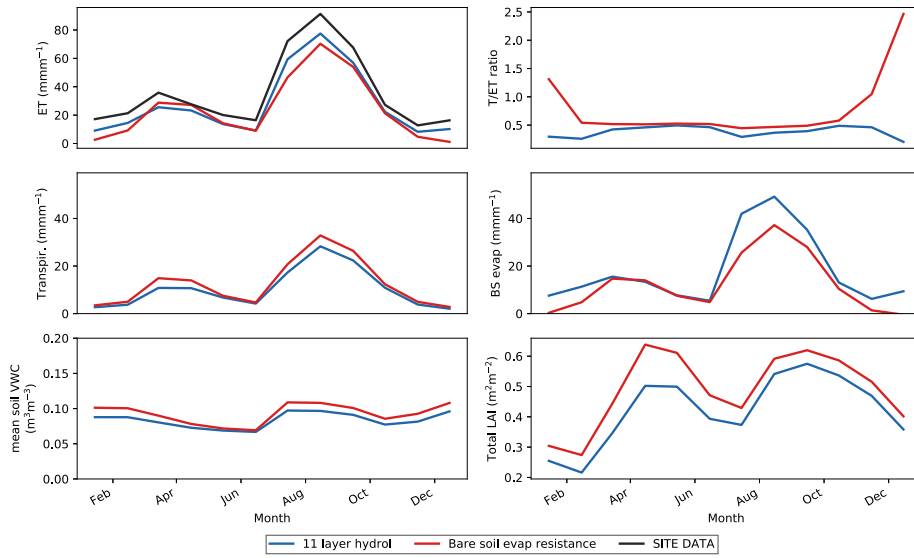 ET (mmm⁻¹)
80
60
40
20
0
T/ET ratio
2.5
2.0
1.5
1.0
0.5
Transpir. (mmm⁻¹)
40
20
0
BS evap (mmm⁻¹)
40
20
0
mean soil VWC
(m³m⁻³)
0.20
0.15
0.10
0.05
0.00
Feb Apr Jun Aug Oct Dec
Month
Total LAI (m²m⁻²)
0.6
0.5
0.4
0.3
0.2
Feb Apr Jun Aug Oct Dec
Month
11 layer hydrol Bare soil evap resistance SITE DATA